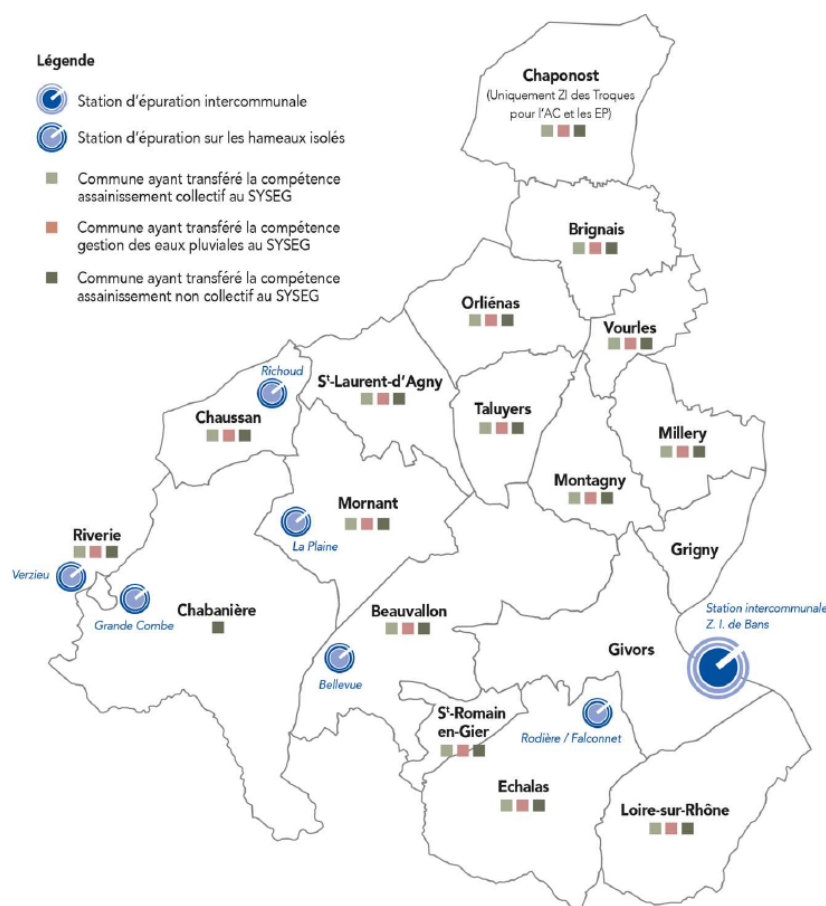 Légende
Station d'épuration intercommunale
Station d'épuration sur les hameaux isolés
Commune ayant transféré la compétence
assainissement collectif au SYSEG
Commune ayant transféré la compétence
gestion des eaux pluviales au SYSEG
Commune ayant transféré la compétence
assainissement non collectif au SYSEG
Chaponost
(Uniquement ZI des Troques
pour l'AC et les EP)
Brignais
Orliénas
Vourles
Richoud
Sᵗ-Laurent-d'Agny
Chaussan
Taluyers
Millery
Montagny
Mornant
La Plaine
Riverie
Grigny
Verzieu
Grande Combe
Chabanière
Beauvallon
Station intercommunale
Z. I. de Bans
Givors
Bellevue
Sᵗ-Romain
en-Gier
Rodière / Falconnet
Echalas
Loire-sur-Rhône